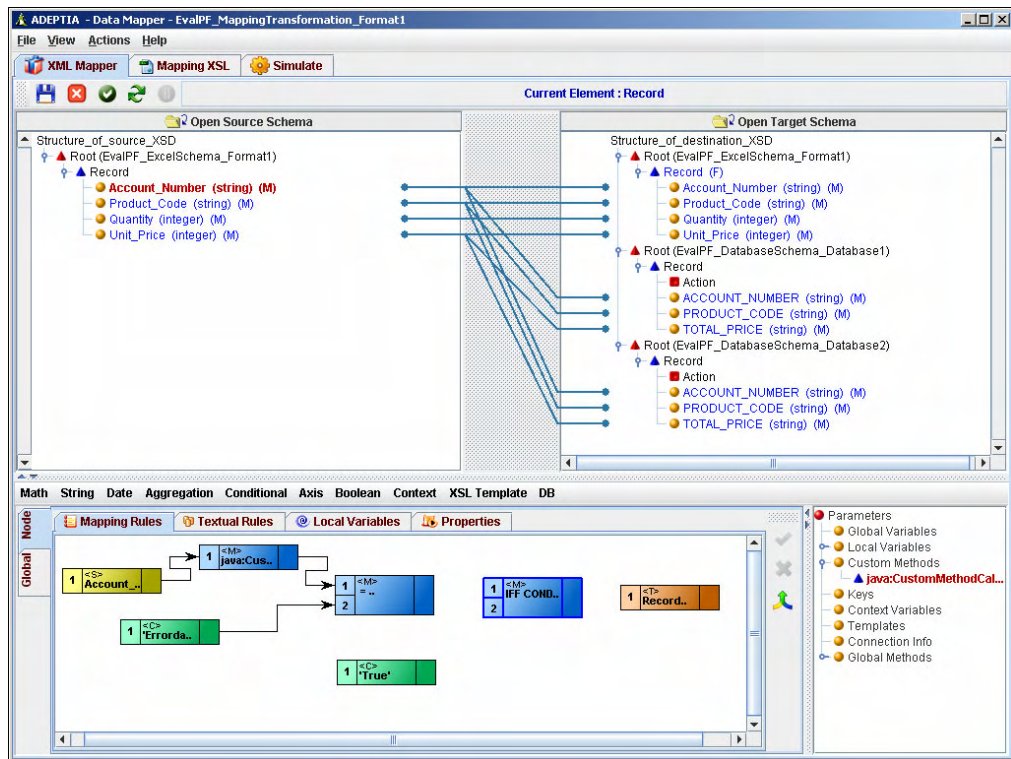 ADEPTIA - Data Mapper - EvalPF_MappingTransformation_Format1
File View Actions Help
XML Mapper Mapping XSL Simulate
Current Element : Record
Open Source Schema
Structure_of_source_XSD
Root (EvalPF_ExcelSchema_Format1)
Record
Account_Number (string) (M)
Product_Code (string) (M)
Quantity (integer) (M)
Unit_Price (integer) (M)
Open Target Schema
Structure_of_destination_XSD
Root (EvalPF_ExcelSchema_Format1)
Record (F)
Account_Number (string) (M)
Product_Code (string) (M)
Quantity (integer) (M)
Unit_Price (integer) (M)
Root (EvalPF_DatabaseSchema_Database1)
Record
Action
ACCOUNT_NUMBER (string) (M)
PRODUCT_CODE (string) (M)
TOTAL_PRICE (string) (M)
Root (EvalPF_DatabaseSchema_Database2)
Record
Action
ACCOUNT_NUMBER (string) (M)
PRODUCT_CODE (string) (M)
TOTAL_PRICE (string) (M)
Math String Date Aggregation Conditional Axis Boolean Context XSL Template DB
Node
Global
Mapping Rules Textual Rules Local Variables Properties
1 <S> Account_..
1 <M> java:Cus..
1 <C> 'Errorda..
1 2 <M> = ..
1 <C> 'True'
1 2 <M> IFF COND..
1 <T> Record..
Parameters
Global Variables
Local Variables
Custom Methods
java:CustomMethodCal...
Keys
Context Variables
Templates
Connection Info
Global Methods